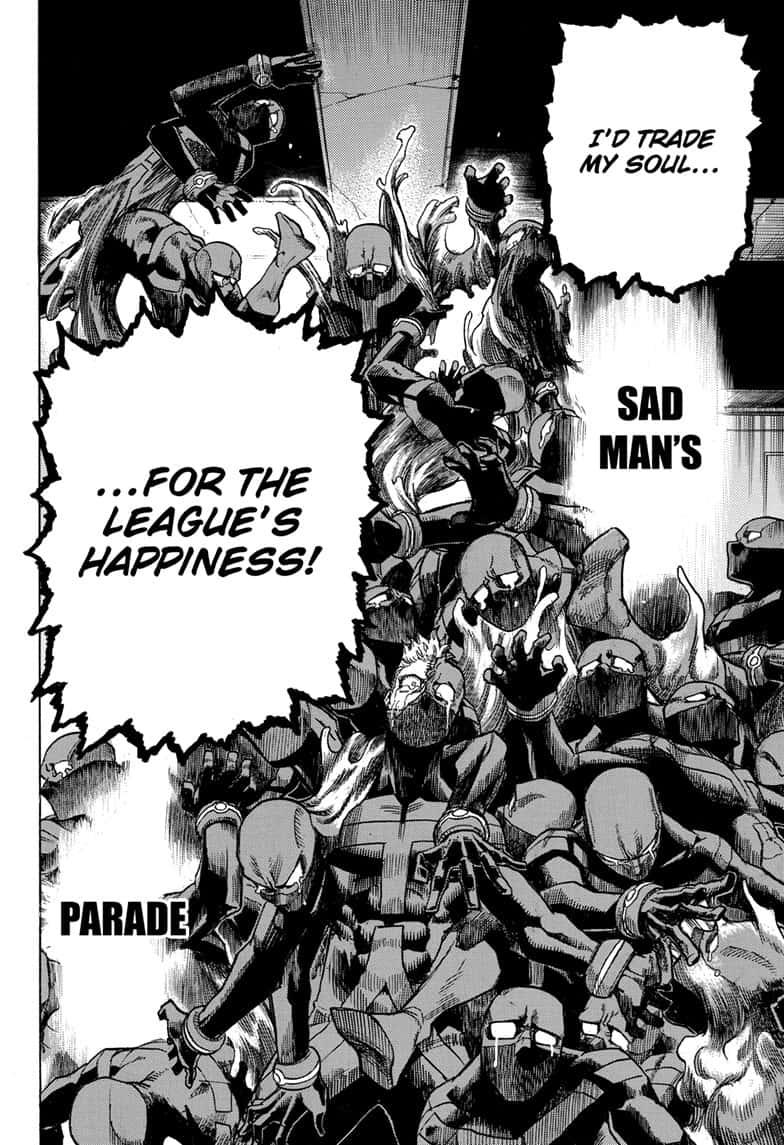 I'D TRADE
MY SOUL...
...FOR THE
LEAGUE'S
HAPPINESS!
SAD
MAN'S
PARADE